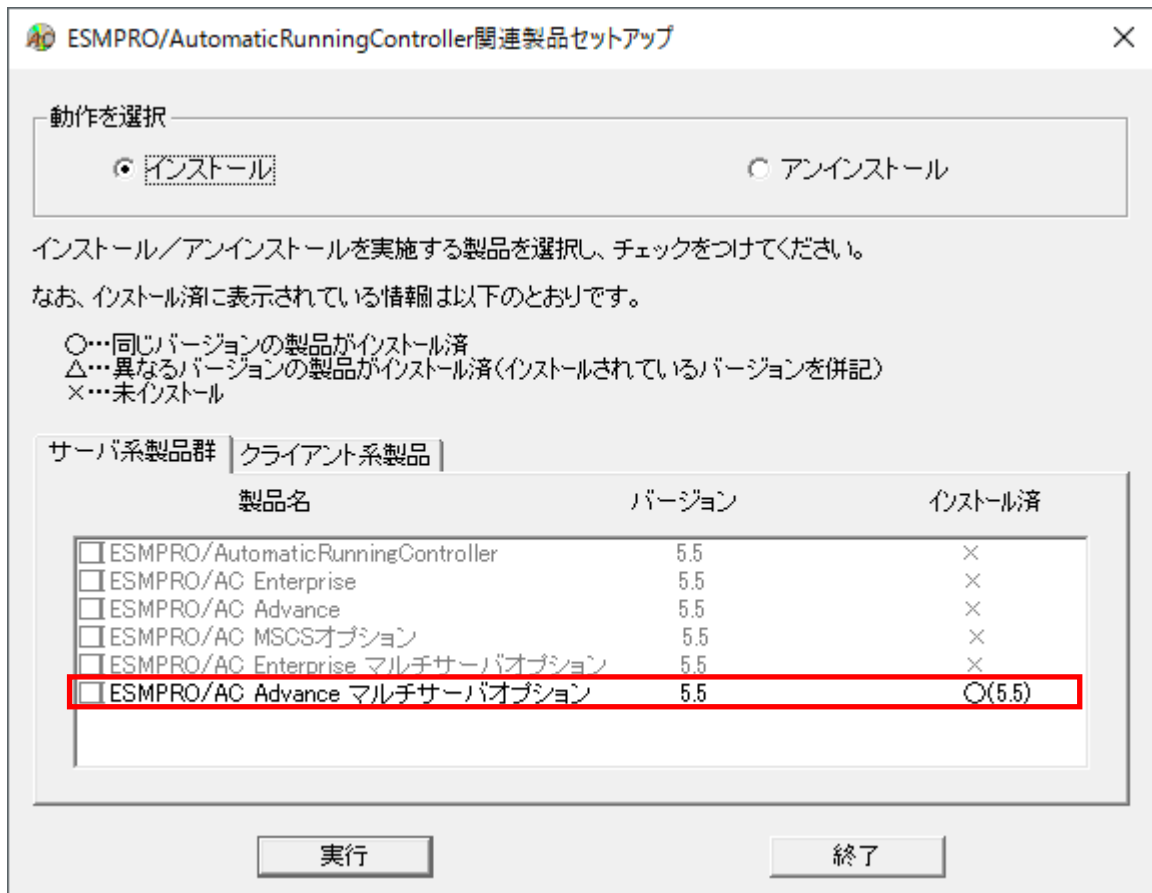 ESMPRO/AutomaticRunningController関連製品セットアップ
動作を選択
インストール アンインストール
インストール/アンインストールを実施する製品を選択し、チェックをつけてください。
なお、インストール済に表示されている情報は以下のとおりです。
○…同じバージョンの製品がインストール済
△…異なるバージョンの製品がインストール済(インストールされているバージョンを併記)
×…未インストール
サーバ系製品群 クライアント系製品
製品名 バージョン インストール済
ESMPRO/AutomaticRunningController 5.5 ×
ESMPRO/AC Enterprise 5.5 ×
ESMPRO/AC Advance 5.5 ×
ESMPRO/AC MSCSオプション 5.5 ×
ESMPRO/AC Enterprise マルチサーバオプション 5.5 ×
ESMPRO/AC Advance マルチサーバオプション 5.5 ○(5.5)
実行 終了